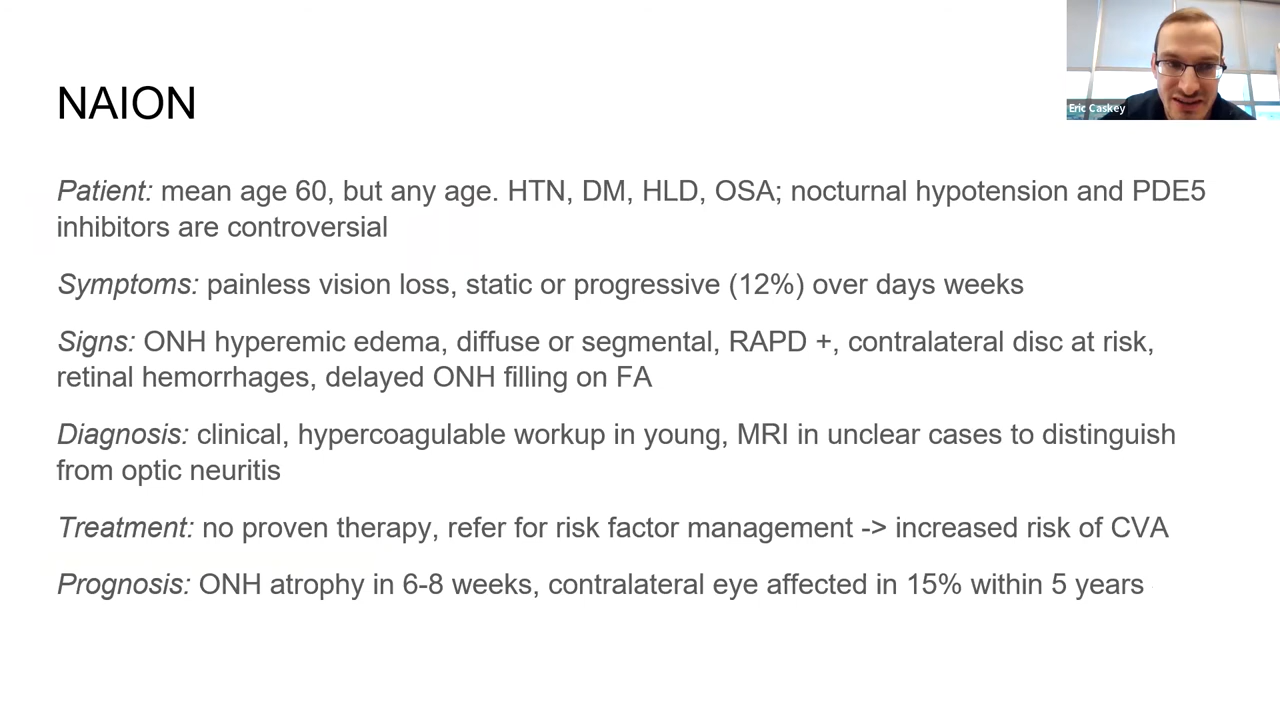 NAION
Eric Caskey
Patient: mean age 60, but any age. HTN, DM, HLD, OSA; nocturnal hypotension and PDE5
inhibitors are controversial
Symptoms: painless vision loss, static or progressive (12%) over days weeks
Signs: ONH hyperemic edema, diffuse or segmental, RAPD +, contralateral disc at risk,
retinal hemorrhages, delayed ONH filling on FA
Diagnosis: clinical, hypercoagulable workup in young, MRI in unclear cases to distinguish
from optic neuritis
Treatment: no proven therapy, refer for risk factor management -> increased risk of CVA
Prognosis: ONH atrophy in 6-8 weeks, contralateral eye affected in 15% within 5 years